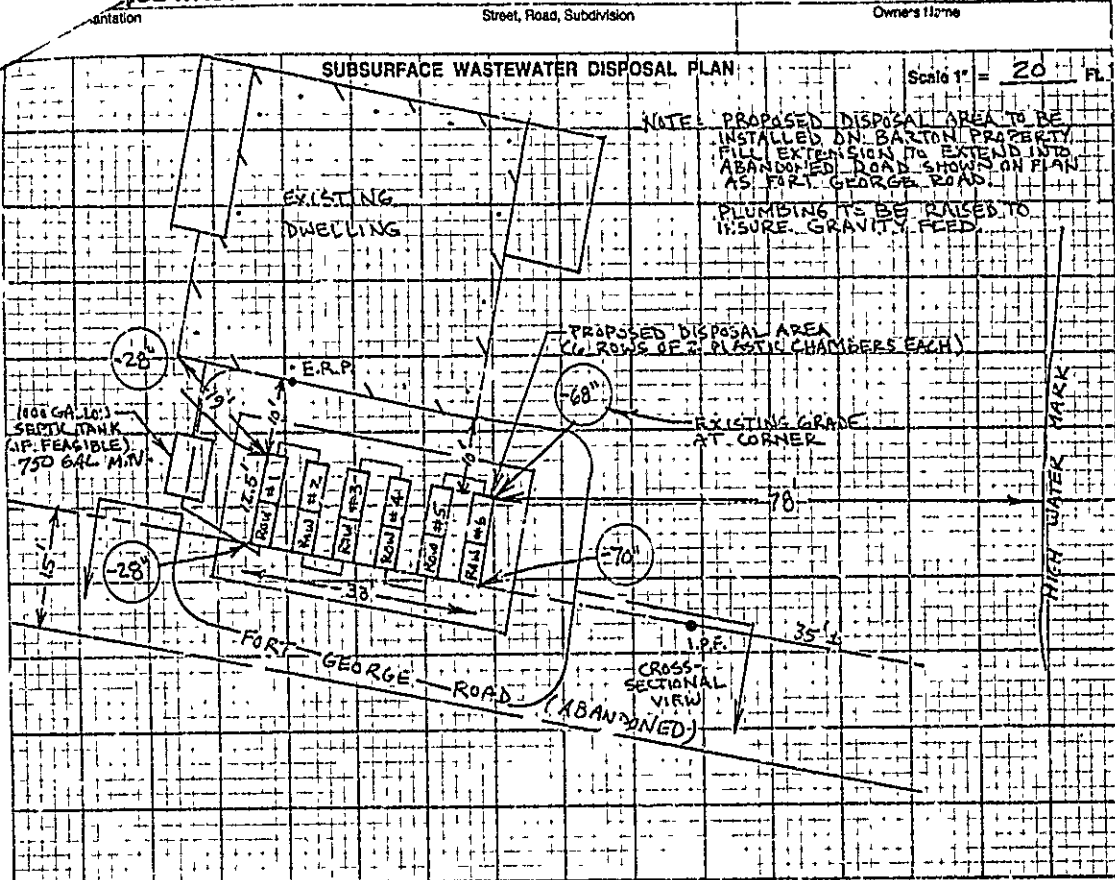 Street, Road, Subdivision
Owners Name
SUBSURFACE WASTEWATER DISPOSAL PLAN
Scale 1" = 20 Ft.
NOTE: PROPOSED DISPOSAL AREA TO BE
INSTALLED ON BARTON PROPERTY
FILL EXTENSION TO EXTEND INTO
ABANDONED ROAD SHOWN ON PLAN
AS FORT GEORGE ROAD.
PLUMBING TO BE RAISED TO
INSURE GRAVITY FEED.
EXISTING
DWELLING
PROPOSED DISPOSAL AREA
(6 ROWS OF 2 PLASTIC CHAMBERS EACH)
-28"
E.R.P.
19'
10'
-68"
1000 GALLON
SEPTIC TANK
(IF FEASIBLE)
750 GAL MIN.
EXISTING GRADE
AT CORNER
HIGH WATER MARK
10'
78'
12.5'
ROW #1
ROW #2
ROW #3
ROW #4
ROW #5
ROW #6
15'
-28"
-70"
33'
I.P.F.
35'±
CROSS-
SECTIONAL
VIEW
FORT GEORGE ROAD (ABANDONED)